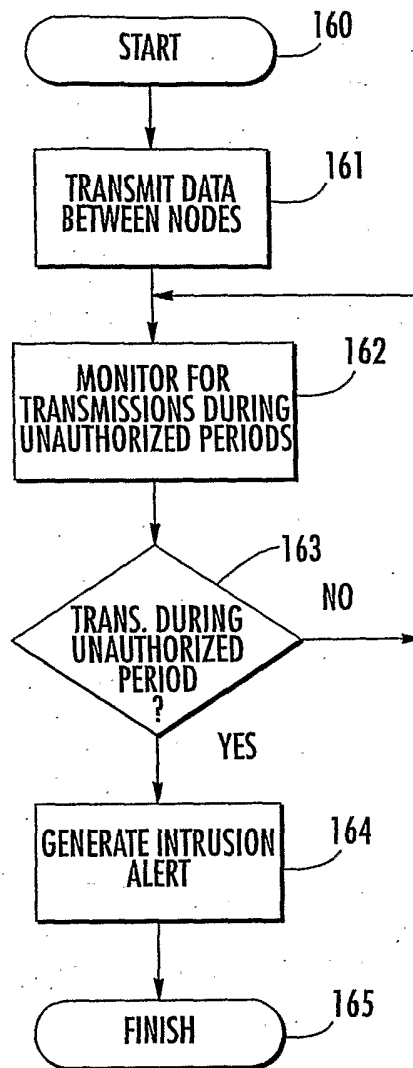 START
160
TRANSMIT DATA
BETWEEN NODES
161
MONITOR FOR
TRANSMISSIONS DURING
UNAUTHORIZED PERIODS
162
TRANS. DURING
UNAUTHORIZED
PERIOD
?
163
NO
YES
GENERATE INTRUSION
ALERT
164
FINISH
165